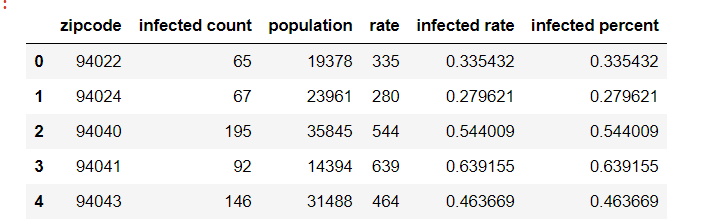 zipcode infected count population rate infected rate infected percent
0 94022 65 19378 335 0.335432 0.335432
1 94024 67 23961 280 0.279621 0.279621
2 94040 195 35845 544 0.544009 0.544009
3 94041 92 14394 639 0.639155 0.639155
4 94043 146 31488 464 0.463669 0.463669